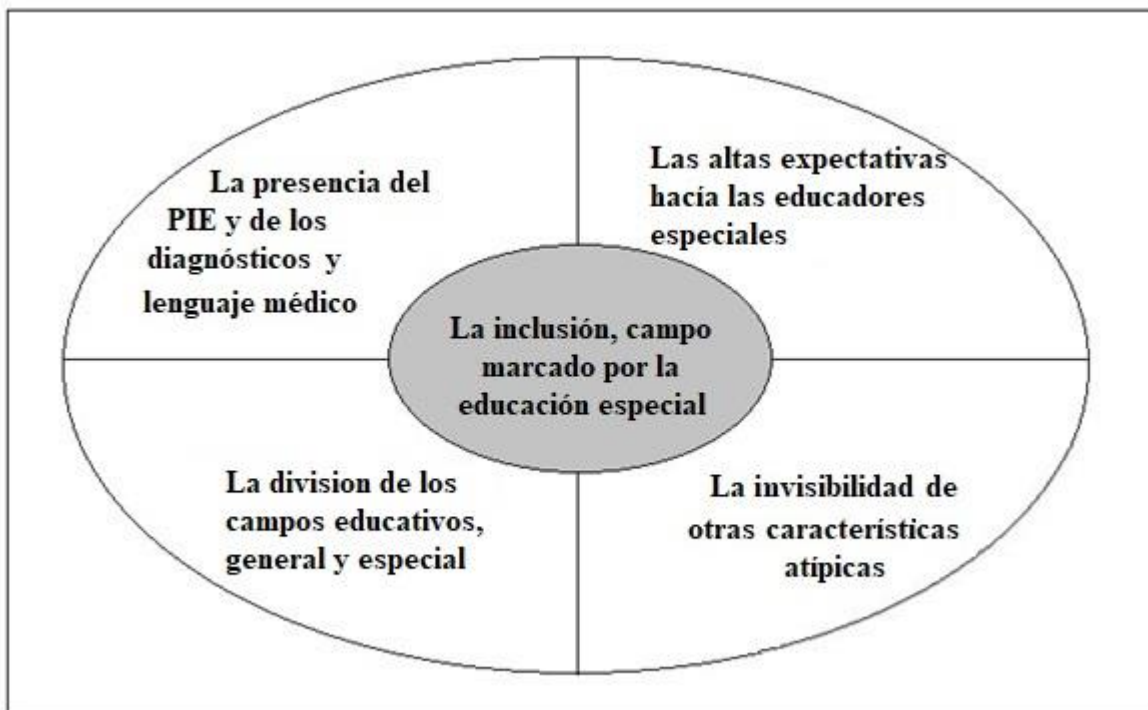 La presencia del
PIE y de los
diagnósticos y
lenguaje médico
Las altas expectativas
hacía las educadores
especiales
La inclusión, campo
marcado por la
educación especial
La division de los
campos educativos,
general y especial
La invisibilidad de
otras característícas
atípicas